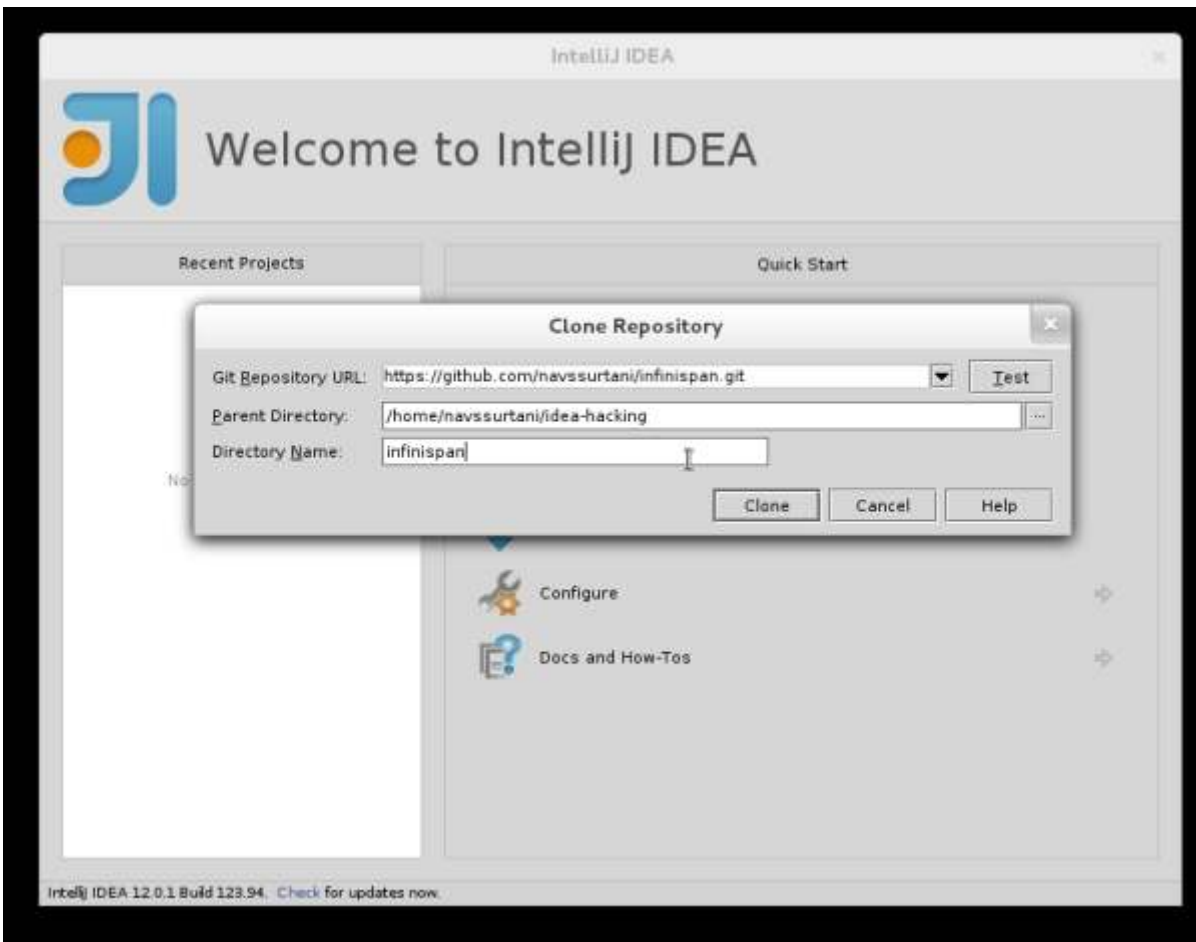 IntelliJ IDEA
Welcome to IntelliJ IDEA
Recent Projects
Quick Start
Clone Repository
Git Repository URL: https://github.com/navssurtani/infinispan.git Test
Parent Directory: /home/navssurtani/idea-hacking ...
Directory Name: infinispan
No
Clone Cancel Help
Configure
Docs and How-Tos
IntelliJ IDEA 12.0.1 Build 123.94. Check for updates now.